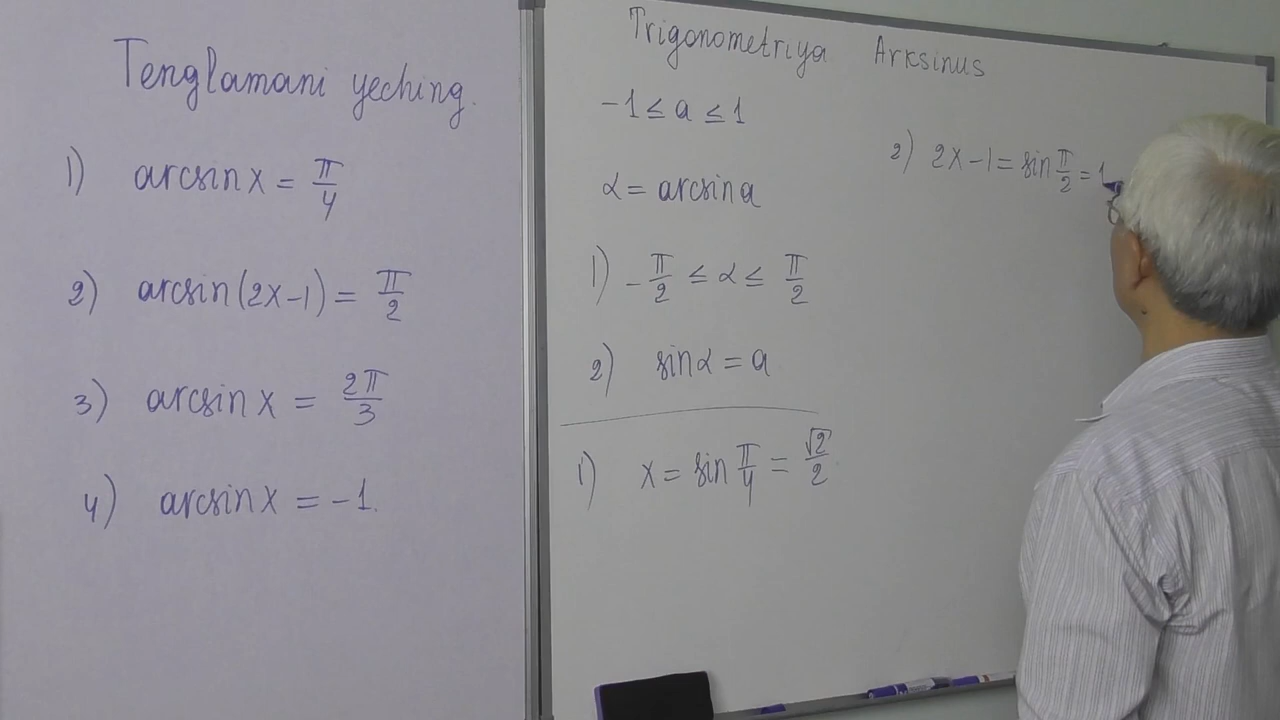 Tenglamani yeching.
1) arcsin x = π/4
2) arcsin(2x-1) = π/2
3) arcsin x = 2π/3
4) arcsin x = -1.
Trigonometriya Arksinus
-1 ≤ a ≤ 1
α = arcsin a
1) -π/2 ≤ α ≤ π/2
2) sin α = a
1) x = sin π/4 = √2/2
2) 2x-1 = sin π/2 = 1